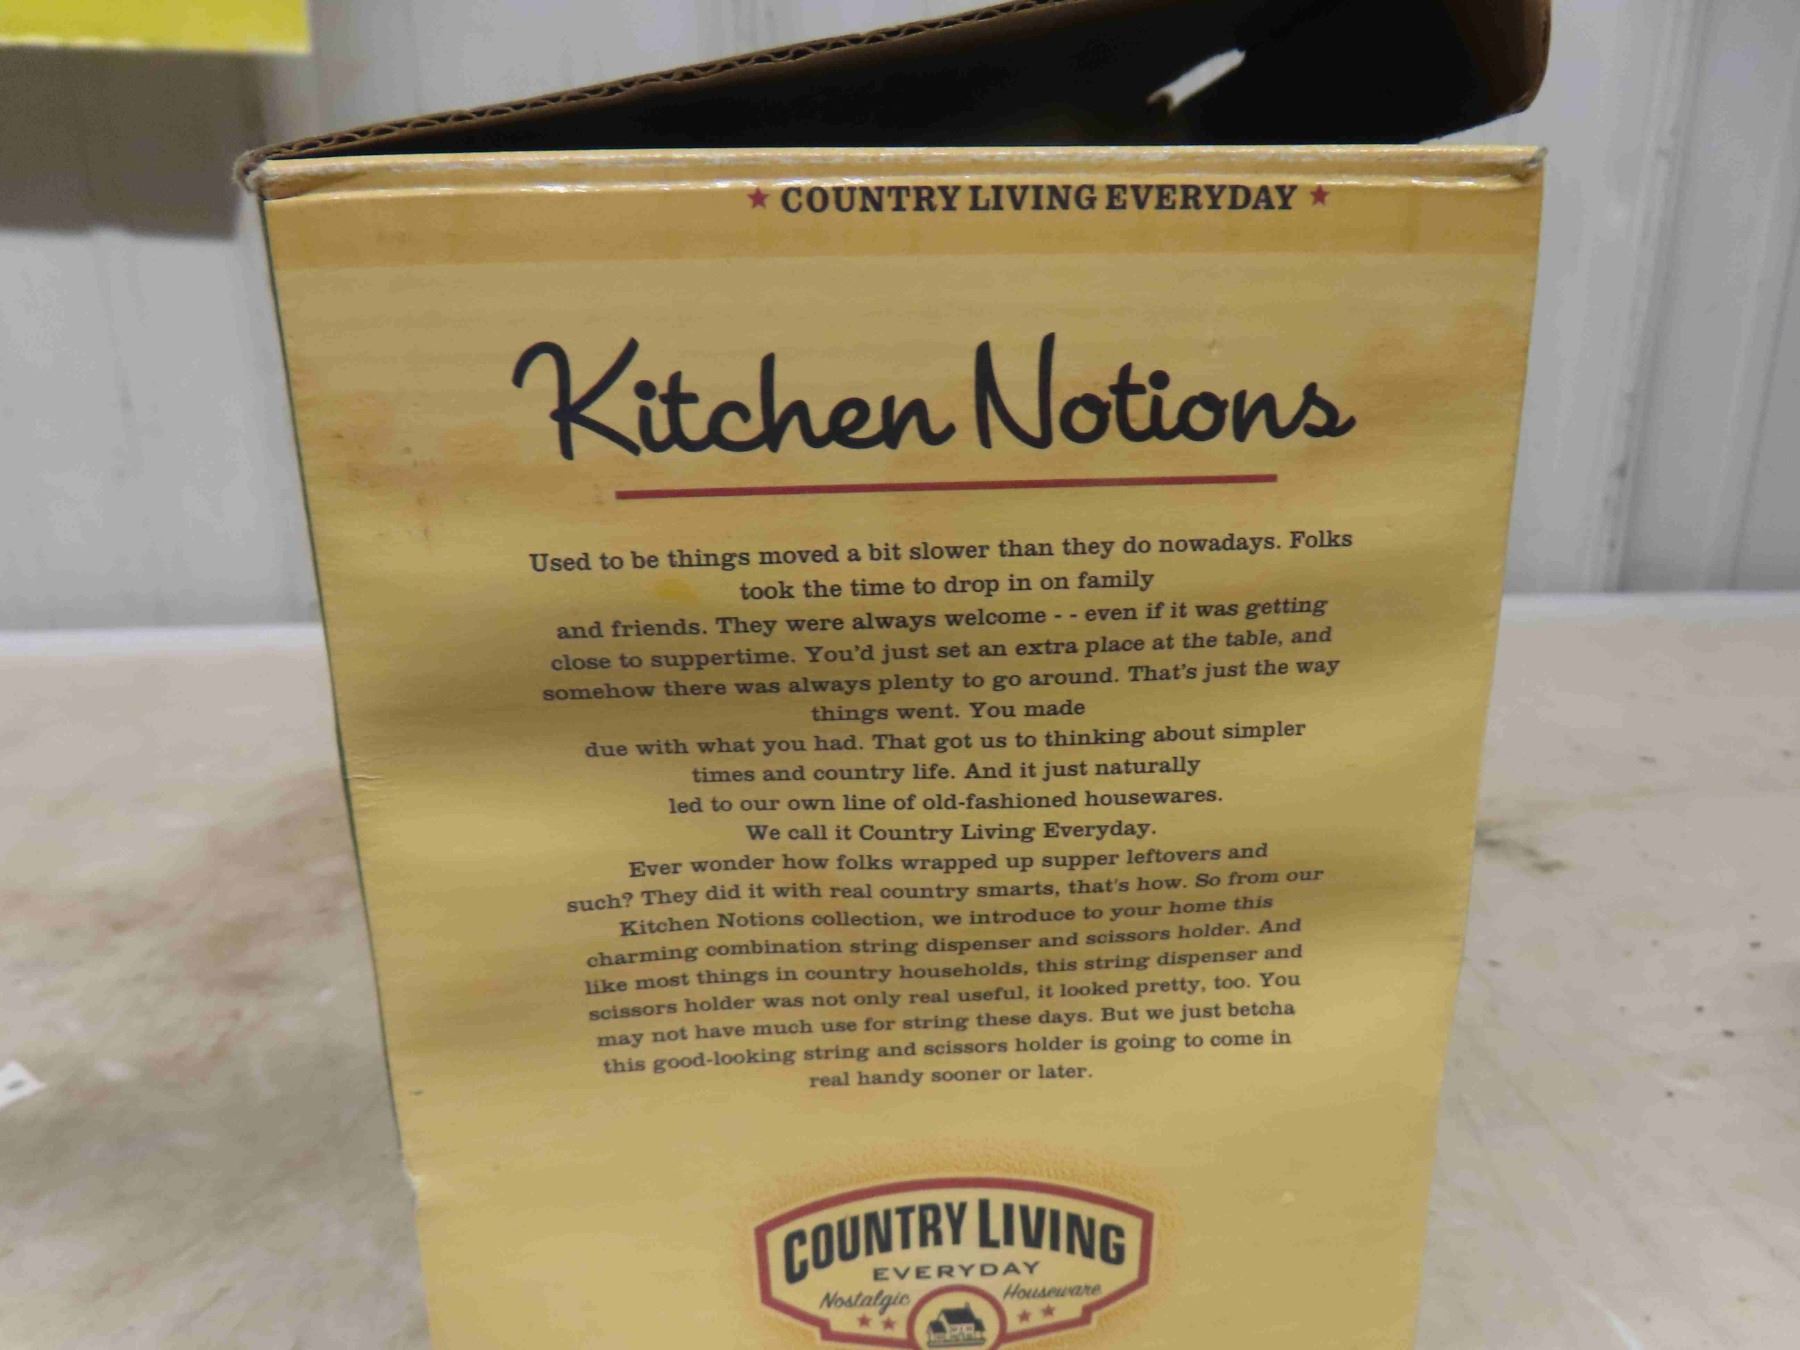 ★ COUNTRY LIVING EVERYDAY ★
Kitchen Notions
Used to be things moved a bit slower than they do nowadays. Folks
took the time to drop in on family
and friends. They were always welcome - - even if it was getting
close to suppertime. You'd just set an extra place at the table, and
somehow there was always plenty to go around. That's just the way
things went. You made
due with what you had. That got us to thinking about simpler
times and country life. And it just naturally
led to our own line of old-fashioned housewares.
We call it Country Living Everyday.
Ever wonder how folks wrapped up supper leftovers and
such? They did it with real country smarts, that's how. So from our
Kitchen Notions collection, we introduce to your home this
charming combination string dispenser and scissors holder. And
like most things in country households, this string dispenser and
scissors holder was not only real useful, it looked pretty, too. You
may not have much use for string these days. But we just betcha
this good-looking string and scissors holder is going to come in
real handy sooner or later.
COUNTRY LIVING
EVERYDAY
Nostalgic Houseware